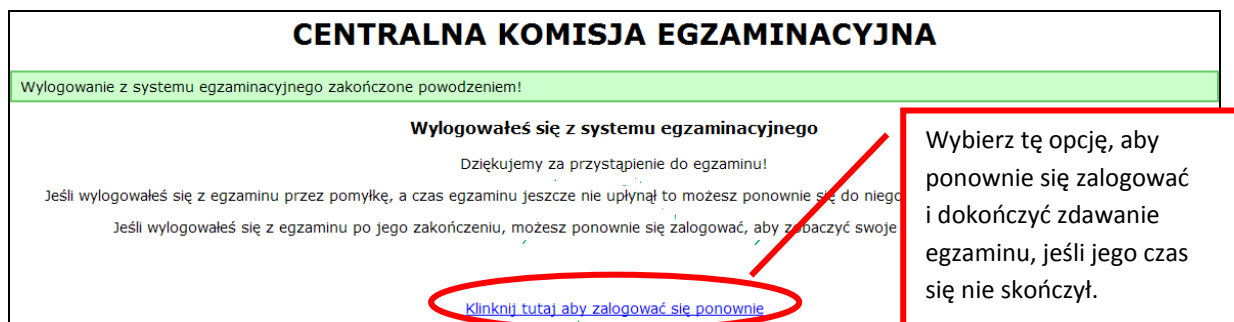 CENTRALNA KOMISJA EGZAMINACYJNA
Wylogowanie z systemu egzaminacyjnego zakończone powodzeniem!
Wylogowałeś się z systemu egzaminacyjnego
Dziękujemy za przystąpienie do egzaminu!
Jeśli wylogowałeś się z egzaminu przez pomyłkę, a czas egzaminu jeszcze nie upłynął to możesz ponownie się do niego
Jeśli wylogowałeś się z egzaminu po jego zakończeniu, możesz ponownie się zalogować, aby zobaczyć swoje
Klinknij tutaj aby zalogować się ponownie
Wybierz tę opcję, aby
ponownie się zalogować
i dokończyć zdawanie
egzaminu, jeśli jego czas
się nie skończył.